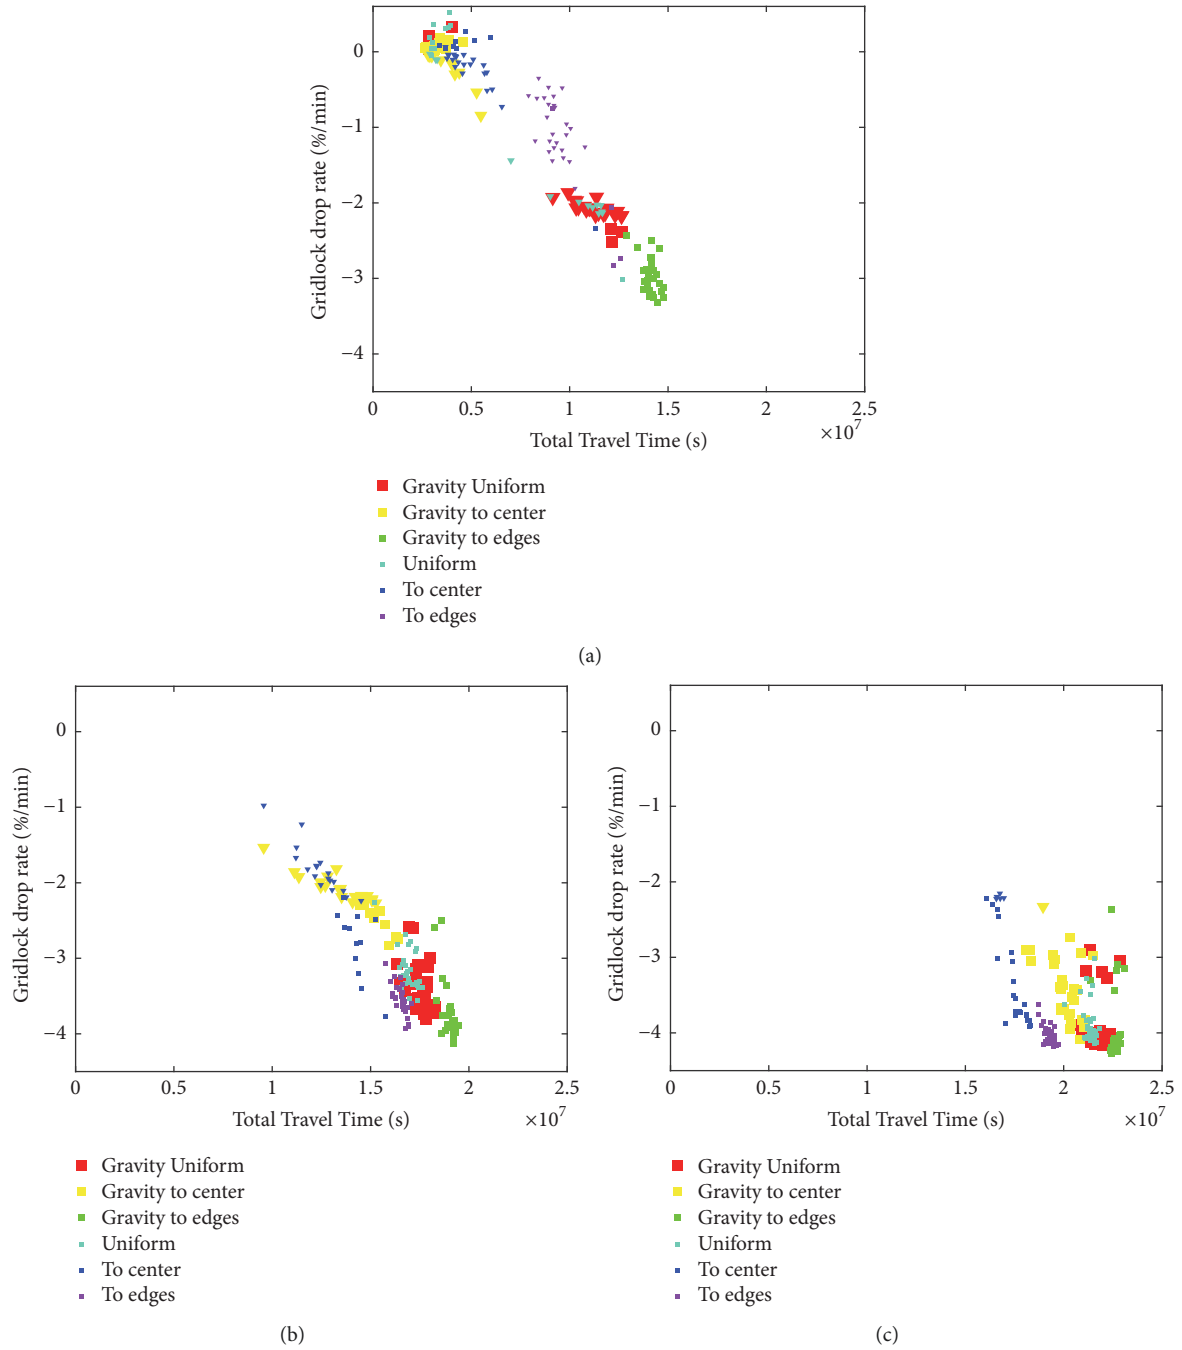 0
−1
−2
−3
−4
Gridlock drop rate (%/min)
0 0.5 1 1.5 2 2.5
×10⁷
Total Travel Time (s)
Gravity Uniform
Gravity to center
Gravity to edges
Uniform
To center
To edges
(a)
0
−1
−2
−3
−4
Gridlock drop rate (%/min)
0 0.5 1 1.5 2 2.5
×10⁷
Total Travel Time (s)
Gravity Uniform
Gravity to center
Gravity to edges
Uniform
To center
To edges
(b)
0
−1
−2
−3
−4
Gridlock drop rate (%/min)
0 0.5 1 1.5 2 2.5
×10⁷
Total Travel Time (s)
Gravity Uniform
Gravity to center
Gravity to edges
Uniform
To center
To edges
(c)